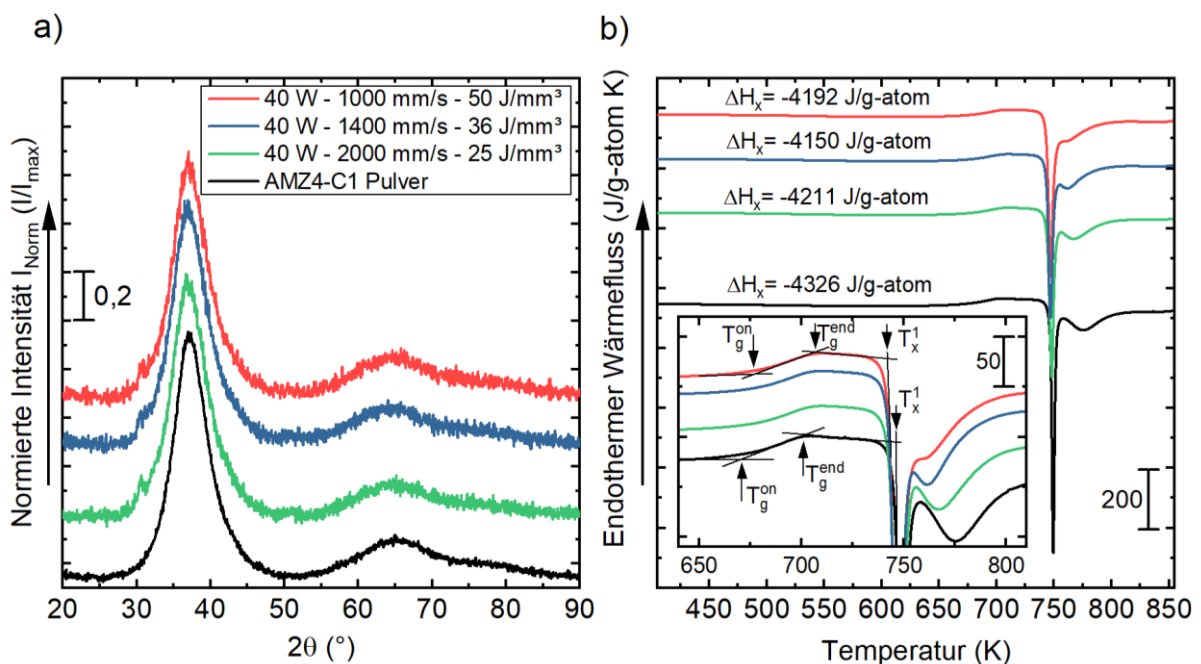 a)
Normierte Intensität I_Norm (I/I_max)
0,2
40 W - 1000 mm/s - 50 J/mm³
40 W - 1400 mm/s - 36 J/mm³
40 W - 2000 mm/s - 25 J/mm³
AMZ4-C1 Pulver
20 30 40 50 60 70 80 90
2θ (°)
b)
Endothermer Wärmefluss (J/g-atom K)
ΔH_x= -4192 J/g-atom
ΔH_x= -4150 J/g-atom
ΔH_x= -4211 J/g-atom
ΔH_x= -4326 J/g-atom
T_g^on T_g^end T_x^1
50
T_x^1
T_g^on T_g^end
650 700 750 800
200
450 500 550 600 650 700 750 800 850
Temperatur (K)